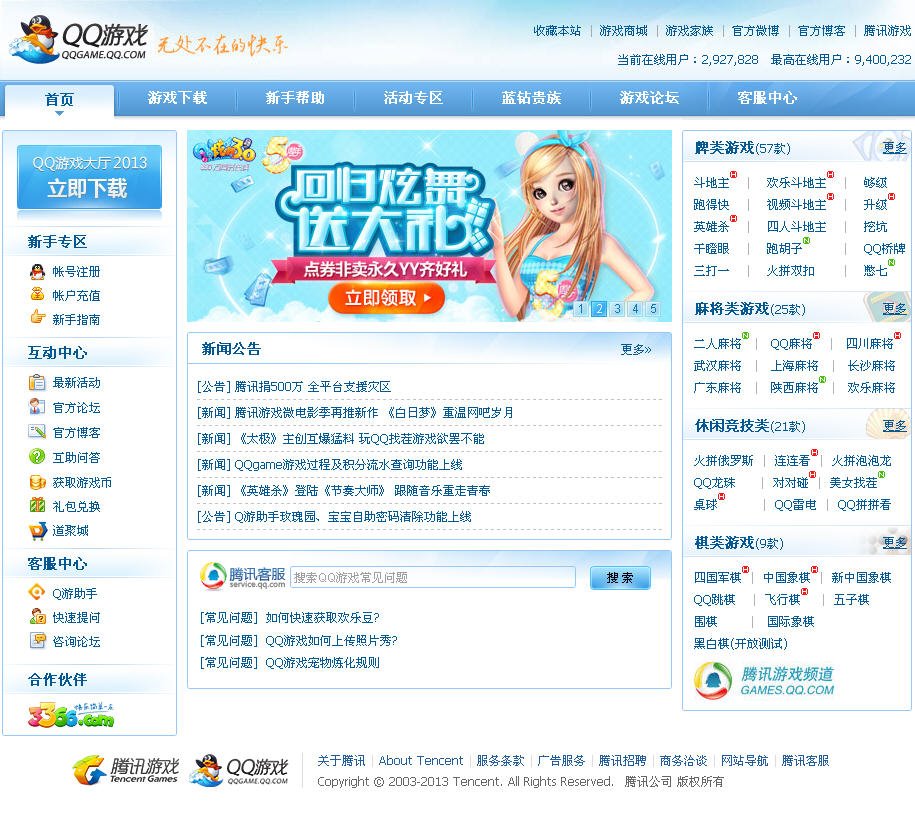 QQ游戏
QQGAME.QQ.COM
无处不在的快乐
收藏本站 | 游戏商城 | 游戏家族 | 官方微博 | 官方博客 | 腾讯游戏
当前在线用户：2,927,828 最高在线用户：9,400,232
首页 游戏下载 新手帮助 活动专区 蓝钻贵族 游戏论坛 客服中心
QQ游戏大厅2013
立即下载
新手专区
帐号注册
帐户充值
新手指南
互动中心
最新活动
官方论坛
官方博客
互助问答
获取游戏币
礼包兑换
道聚城
客服中心
Q游助手
快速提问
咨询论坛
合作伙伴
3366.com
回归炫舞
送大礼
点券非卖永久YY齐好礼
立即领取
1 2 3 4 5
新闻公告 更多»
[公告] 腾讯捐500万 全平台支援灾区
[新闻] 腾讯游戏微电影季再推新作 《白日梦》重温网吧岁月
[新闻] 《太极》主创互爆猛料 玩QQ找茬游戏欲罢不能
[新闻] QQgame游戏过程及积分流水查询功能上线
[新闻] 《英雄杀》登陆《节奏大师》 跟随音乐重走青春
[公告] Q游助手玫瑰园、宝宝自助密码清除功能上线
腾讯客服
service.qq.com
搜索QQ游戏常见问题 搜索
[常见问题] 如何快速获取欢乐豆?
[常见问题] QQ游戏如何上传照片秀?
[常见问题] QQ游戏宠物炼化规则
牌类游戏(57款) 更多
斗地主 H | 欢乐斗地主 H | 够级
跑得快 | 视频斗地主 H | 升级 H
英雄杀 H | 四人斗地主 | 挖坑
干瞪眼 | 跑胡子 N | QQ桥牌
三打一 | 火拼双扣 | 憋七 N
麻将类游戏(25款) 更多
二人麻将 N | QQ麻将 H | 四川麻将 H
武汉麻将 | 上海麻将 | 长沙麻将
广东麻将 | 陕西麻将 N | 欢乐麻将
休闲竞技类(21款) 更多
火拼俄罗斯 | 连连看 H | 火拼泡泡龙
QQ龙珠 | 对对碰 H | 美女找茬 N
桌球 H | QQ雷电 | QQ拼拼看
棋类游戏(9款) 更多
四国军棋 H | 中国象棋 H | 新中国象棋
QQ跳棋 | 飞行棋 H | 五子棋
围棋 | 国际象棋
黑白棋(开放测试)
腾讯游戏频道
GAMES.QQ.COM
腾讯游戏
Tencent Games
QQ游戏
QQGAME.QQ.COM
关于腾讯 | About Tencent | 服务条款 | 广告服务 | 腾讯招聘 | 商务洽谈 | 网站导航 | 腾讯客服
Copyright © 2003-2013 Tencent. All Rights Reserved. 腾讯公司 版权所有